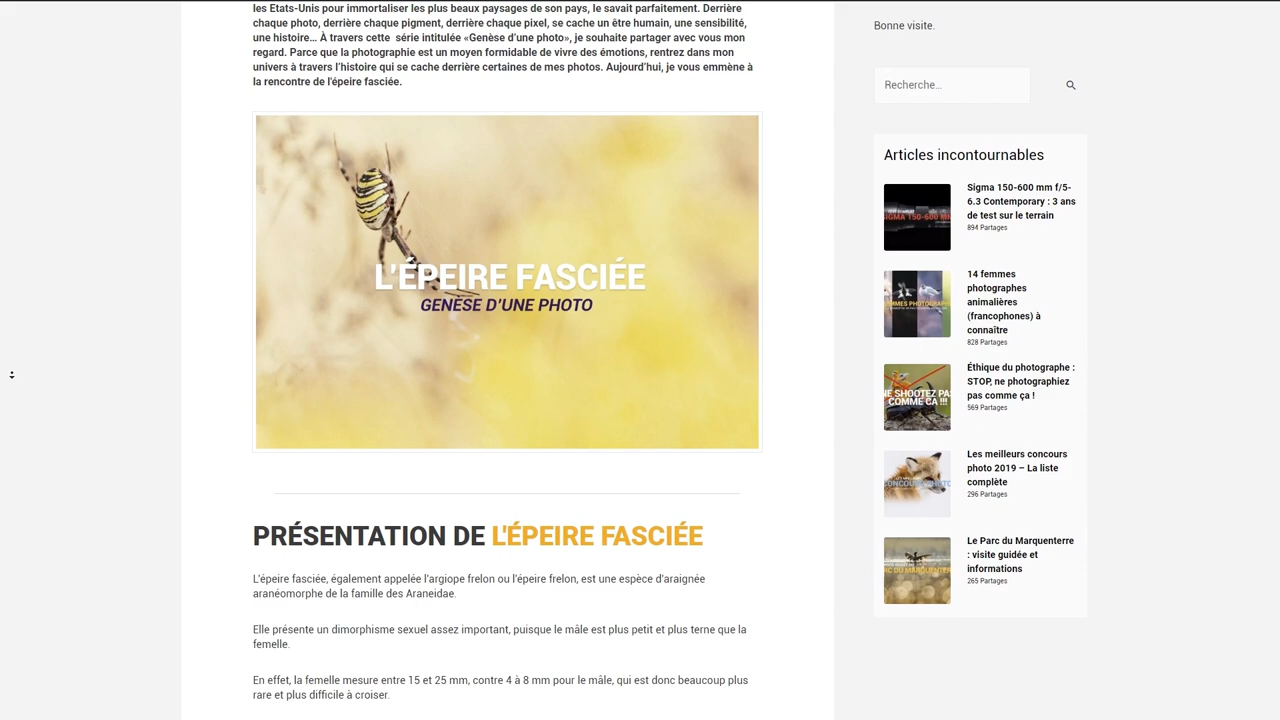 les Etats-Unis pour immortaliser les plus beaux paysages de son pays, le savait parfaitement. Derrière
chaque photo, derrière chaque pigment, derrière chaque pixel, se cache un être humain, une sensibilité,
une histoire… À travers cette  série intitulée «Genèse d'une photo», je souhaite partager avec vous mon
regard. Parce que la photographie est un moyen formidable de vivre des émotions, rentrez dans mon
univers à travers l'histoire qui se cache derrière certaines de mes photos. Aujourd'hui, je vous emmène à
la rencontre de l'épeire fasciée.
L'ÉPEIRE FASCIÉE
GENÈSE D'UNE PHOTO
PRÉSENTATION DE L'ÉPEIRE FASCIÉE
L'épeire fasciée, également appelée l'argiope frelon ou l'épeire frelon, est une espèce d'araignée
aranéomorphe de la famille des Araneidae.
Elle présente un dimorphisme sexuel assez important, puisque le mâle est plus petit et plus terne que la
femelle.
En effet, la femelle mesure entre 15 et 25 mm, contre 4 à 8 mm pour le mâle, qui est donc beaucoup plus
rare et plus difficile à croiser.
Bonne visite.
Recherche...
Articles incontournables
SIGMA 150-600 MM
Sigma 150-600 mm f/5-
6.3 Contemporary : 3 ans
de test sur le terrain
894 Partages
14 femmes
photographes
animalières
(francophones) à
connaître
828 Partages
NE SHOOTEZ PAS
COMME ÇA !!!
Éthique du photographe :
STOP, ne photographiez
pas comme ça !
569 Partages
Les meilleurs concours
photo 2019 – La liste
complète
296 Partages
Le Parc du Marquenterre
: visite guidée et
informations
265 Partages